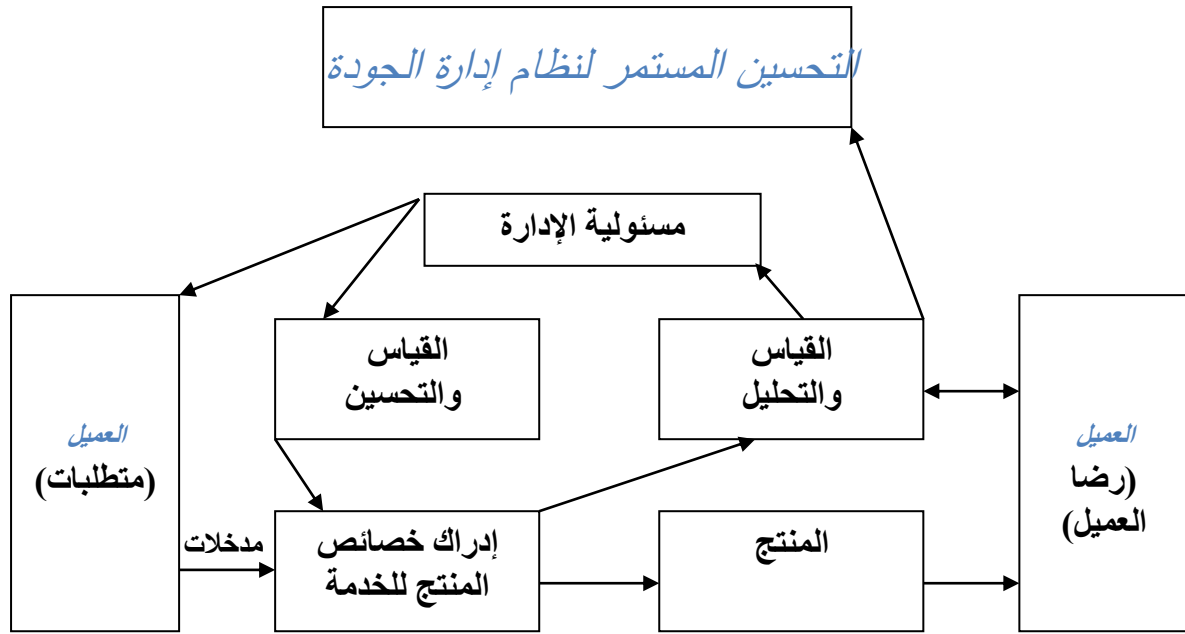 التحسين المستمر لنظام إدارة الجودة
مسئولية الإدارة
القياس
والتحليل
القياس
والتحسين
العميل
(رضا
العميل)
العميل
(متطلبات)
مدخلات
إدراك خصائص
المنتج للخدمة
المنتج